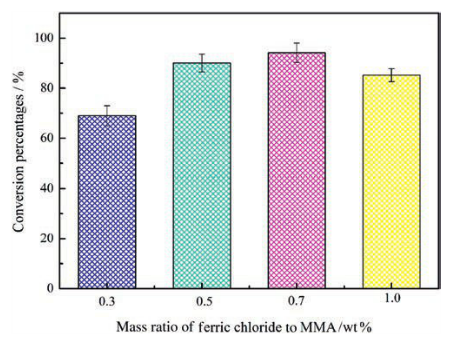 100
80
60
40
20
0
Conversion percentages / %
0.3 0.5 0.7 1.0
Mass ratio of ferric chloride to MMA/wt%